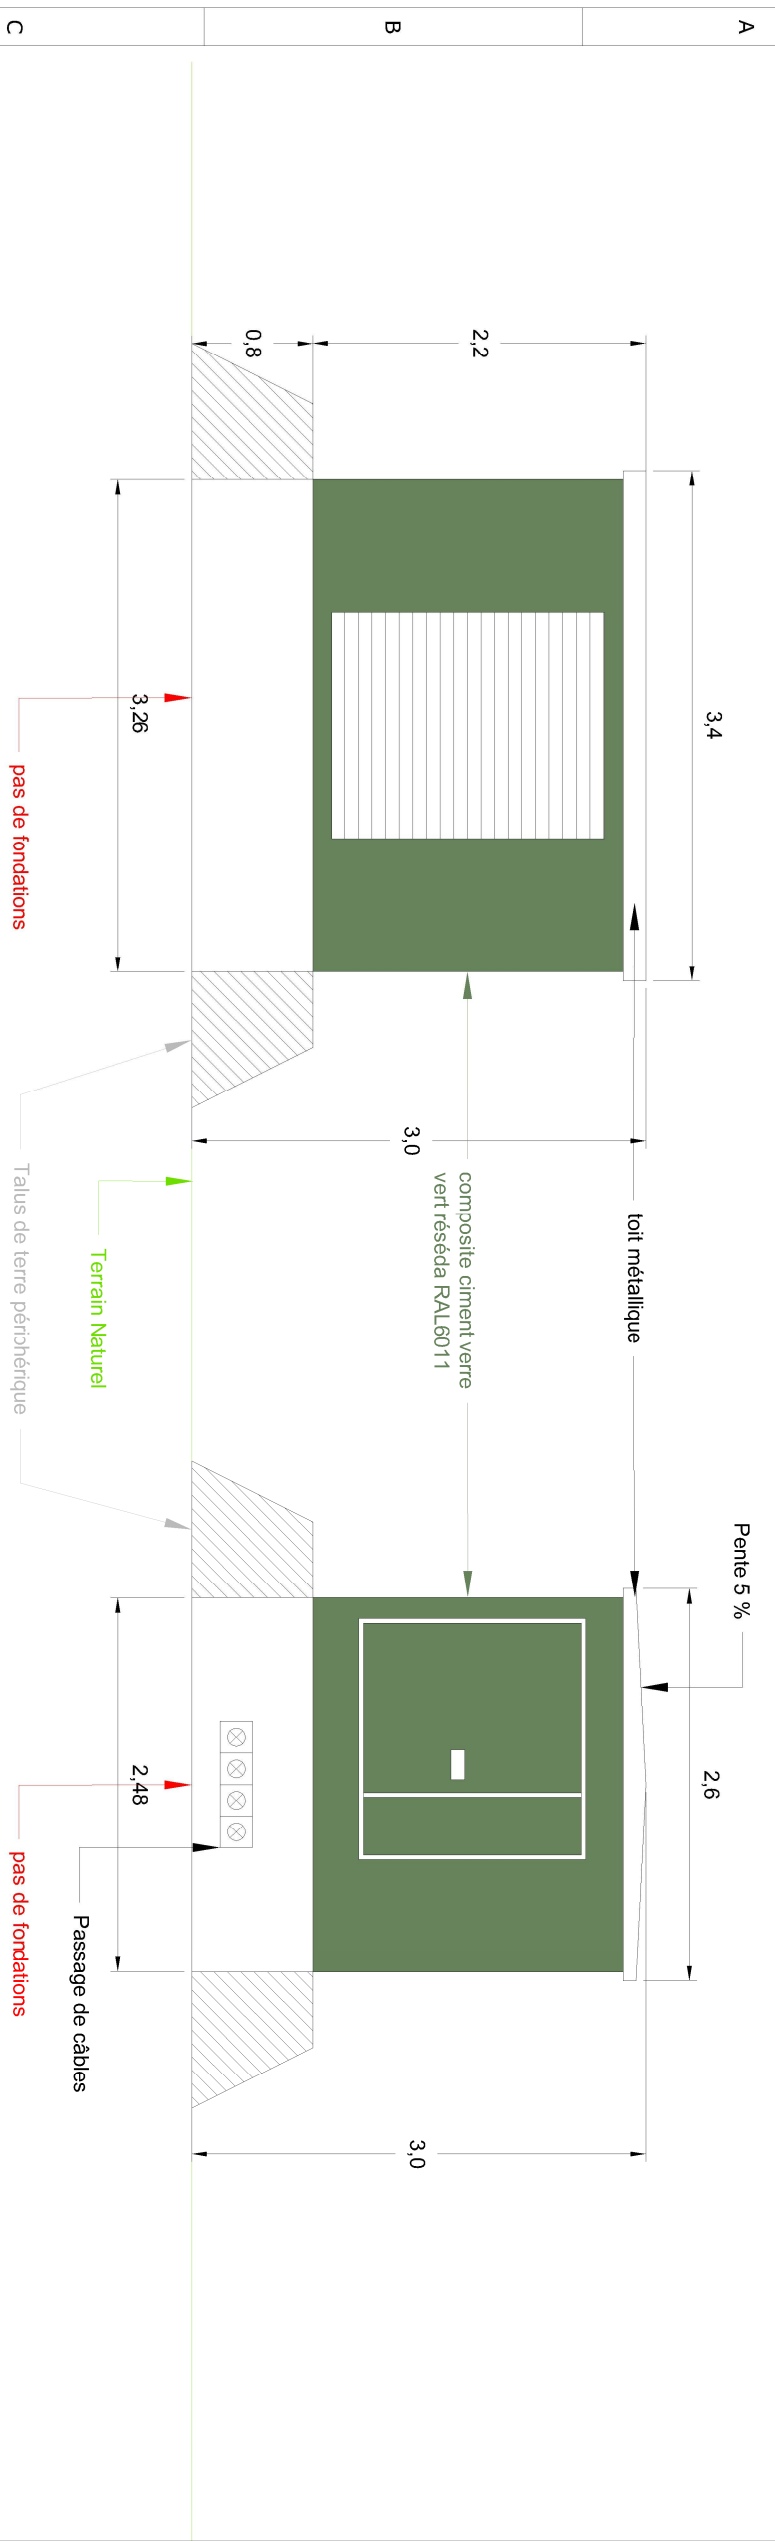 A
B
C
Pente 5 %
3,4
2,6
toit métallique
2,2
composite ciment verre
vert réséda RAL6011
3,0
3,0
0,8
3,26
2,48
Terrain Naturel
Passage de câbles
pas de fondations
Talus de terre périphérique
pas de fondations